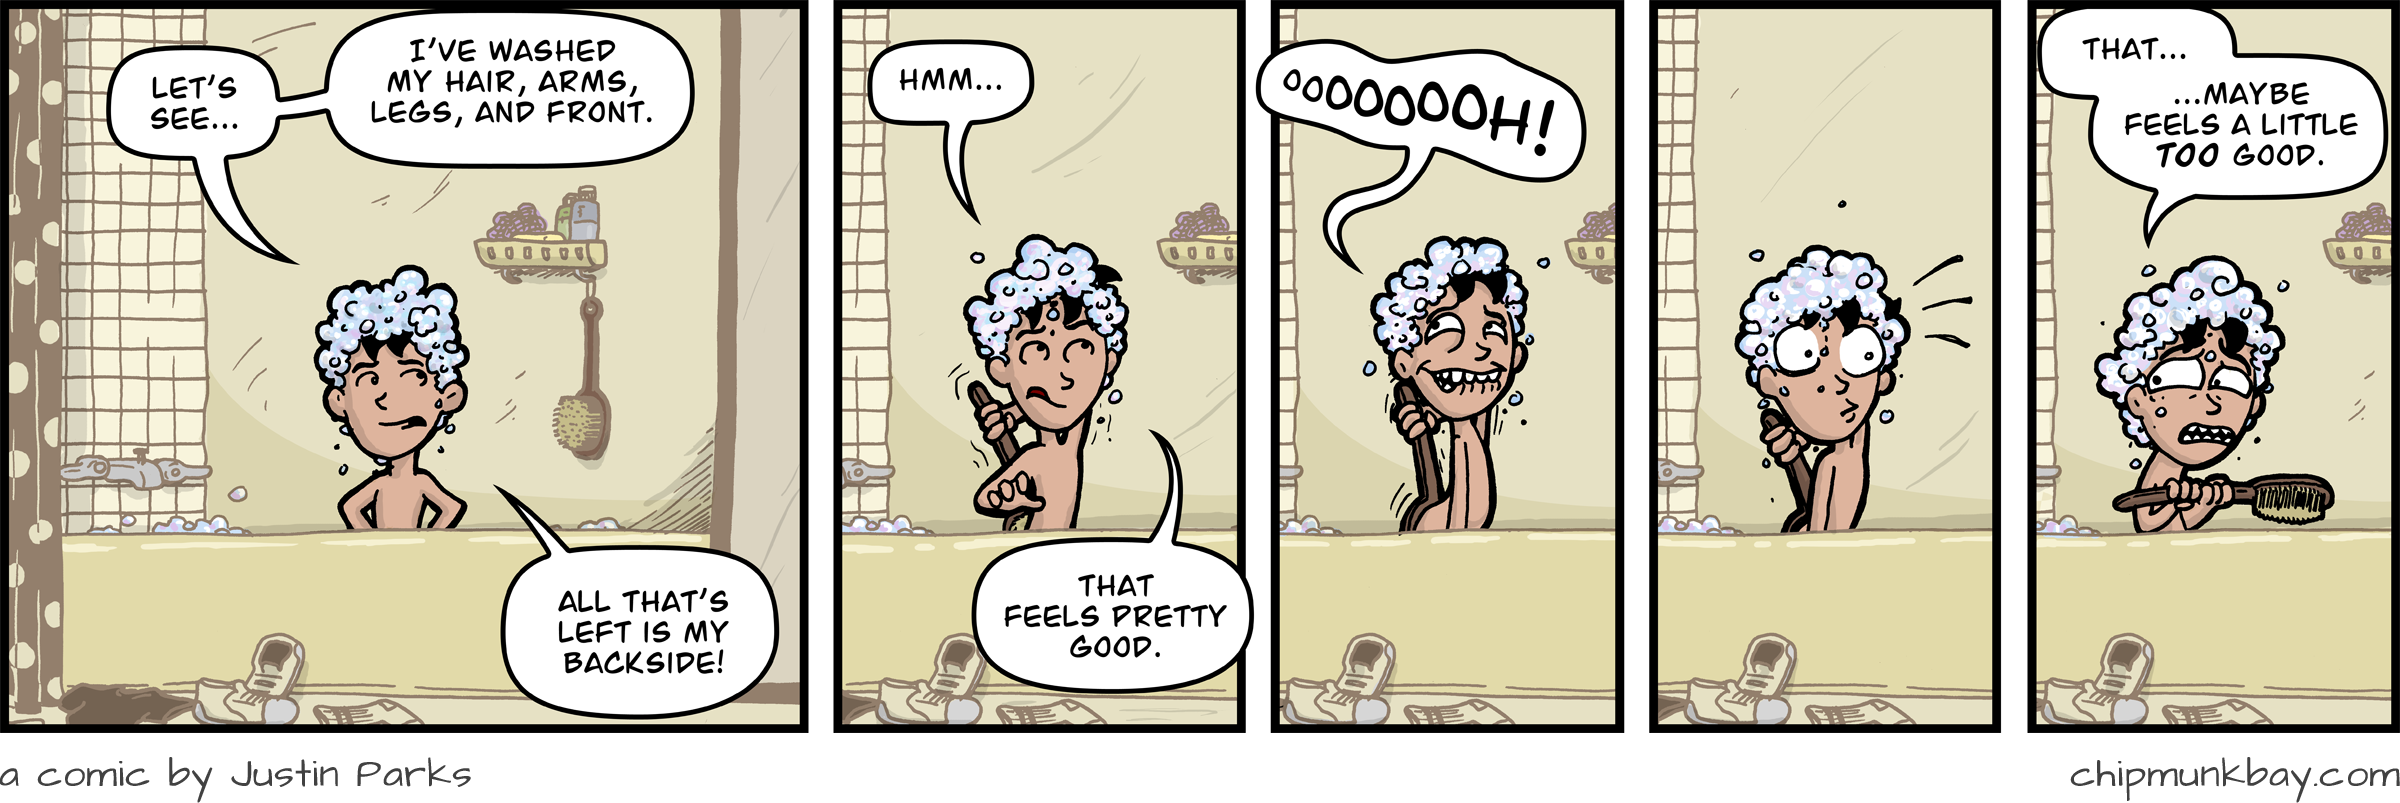 LET'S
SEE...
I'VE WASHED
MY HAIR, ARMS,
LEGS, AND FRONT.
ALL THAT'S
LEFT IS MY
BACKSIDE!
HMM...
THAT
FEELS PRETTY
GOOD.
OOOOOOOOH!
THAT...
...MAYBE
FEELS A LITTLE
TOO GOOD.
a comic by Justin Parks
chipmunkbay.com